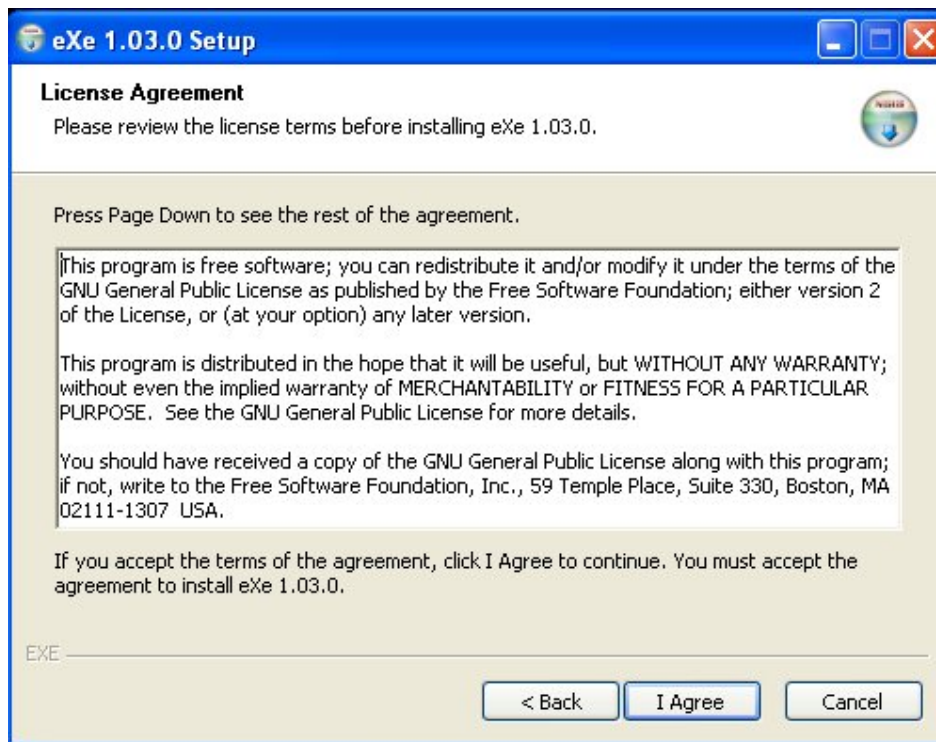 eXe 1.03.0 Setup
License Agreement
Please review the license terms before installing eXe 1.03.0.
Press Page Down to see the rest of the agreement.
This program is free software; you can redistribute it and/or modify it under the terms of the
GNU General Public License as published by the Free Software Foundation; either version 2
of the License, or (at your option) any later version.
This program is distributed in the hope that it will be useful, but WITHOUT ANY WARRANTY;
without even the implied warranty of MERCHANTABILITY or FITNESS FOR A PARTICULAR
PURPOSE.  See the GNU General Public License for more details.
You should have received a copy of the GNU General Public License along with this program;
if not, write to the Free Software Foundation, Inc., 59 Temple Place, Suite 330, Boston, MA
02111-1307  USA.
If you accept the terms of the agreement, click I Agree to continue. You must accept the
agreement to install eXe 1.03.0.
EXE
< Back I Agree Cancel